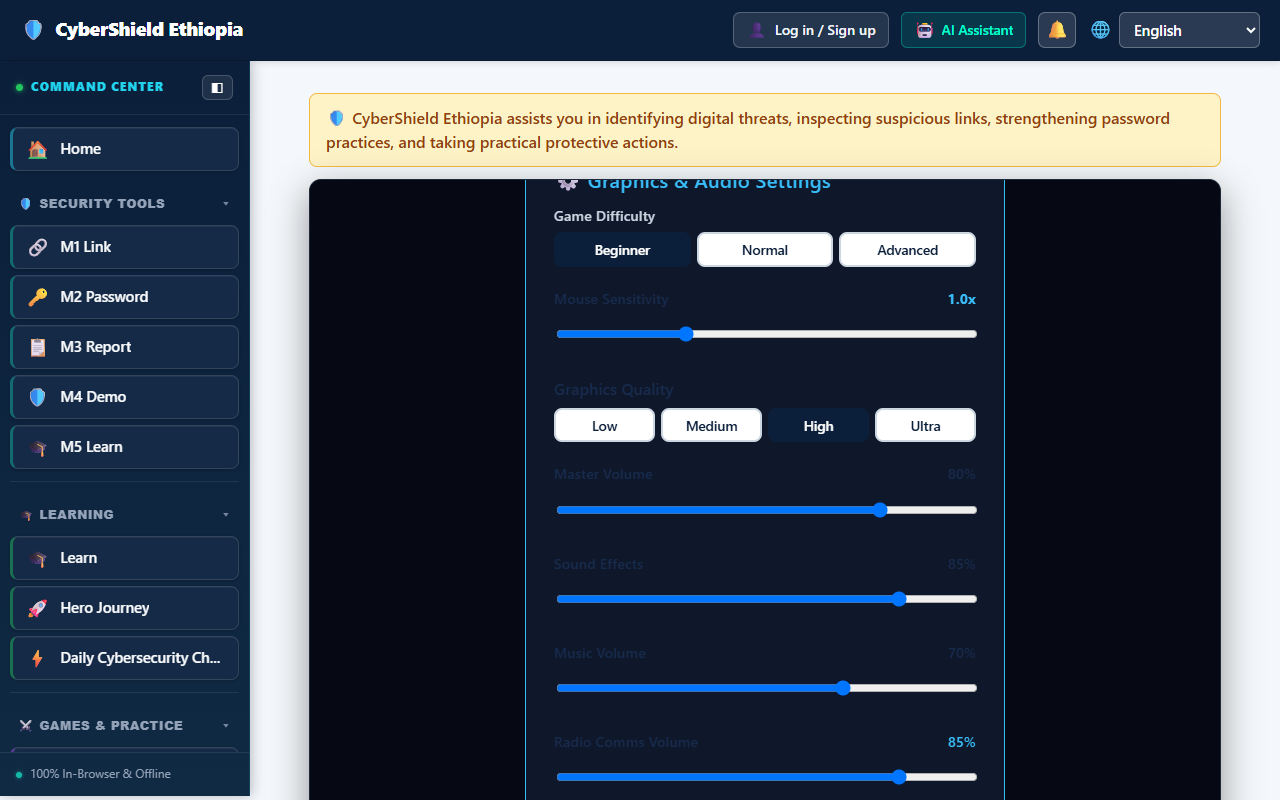 CyberShield Ethiopia
Log in / Sign up
AI Assistant
English
COMMAND CENTER
Home
SECURITY TOOLS
M1 Link
M2 Password
M3 Report
M4 Demo
M5 Learn
LEARNING
Learn
Hero Journey
Daily Cybersecurity Ch...
GAMES & PRACTICE
100% In-Browser & Offline
CyberShield Ethiopia assists you in identifying digital threats, inspecting suspicious links, strengthening password
practices, and taking practical protective actions.
Graphics & Audio Settings
Game Difficulty
Beginner Normal Advanced
Mouse Sensitivity 1.0x
Graphics Quality
Low Medium High Ultra
Master Volume 80%
Sound Effects 85%
Music Volume 70%
Radio Comms Volume 85%